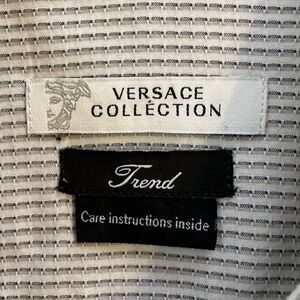 VERSACE
COLLECTION
Trend
Care instructions inside